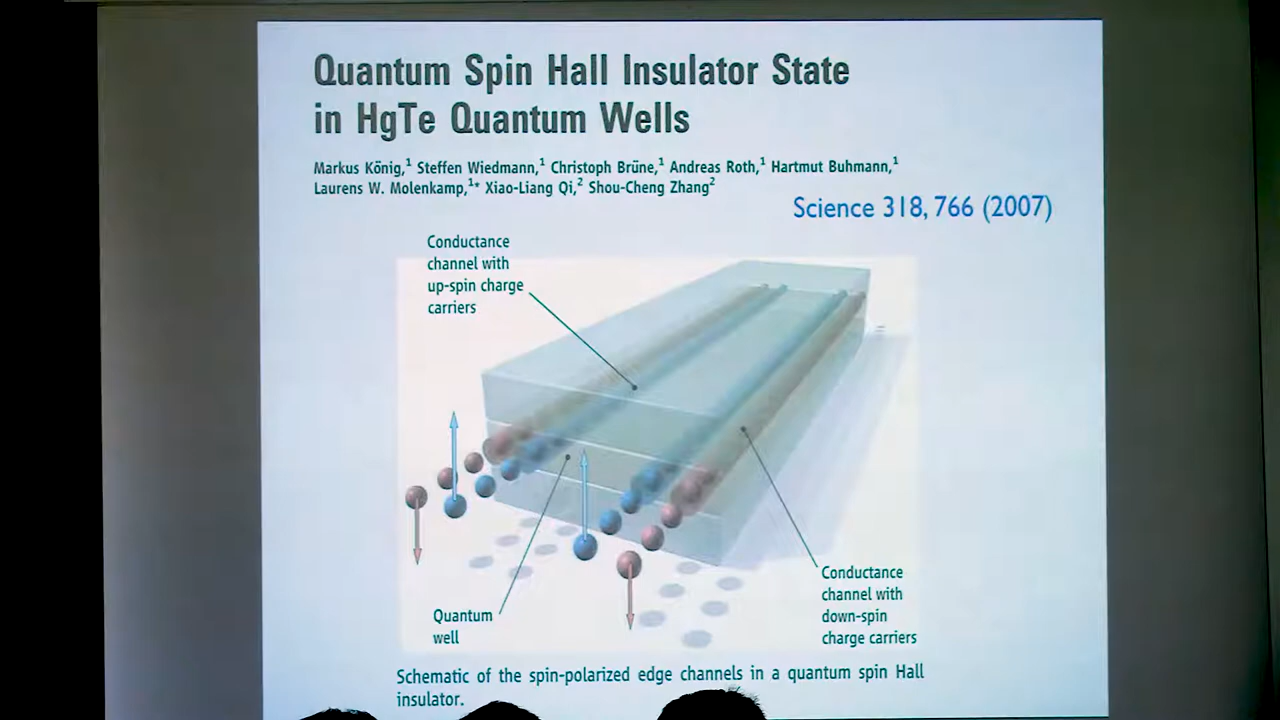 Quantum Spin Hall Insulator State
in HgTe Quantum Wells
Markus König,¹ Steffen Wiedmann,¹ Christoph Brüne,¹ Andreas Roth,¹ Hartmut Buhmann,¹
Laurens W. Molenkamp,¹* Xiao-Liang Qi,² Shou-Cheng Zhang²
Science 318, 766 (2007)
Conductance
channel with
up-spin charge
carriers
Quantum
well
Conductance
channel with
down-spin
charge carriers
Schematic of the spin-polarized edge channels in a quantum spin Hall
insulator.